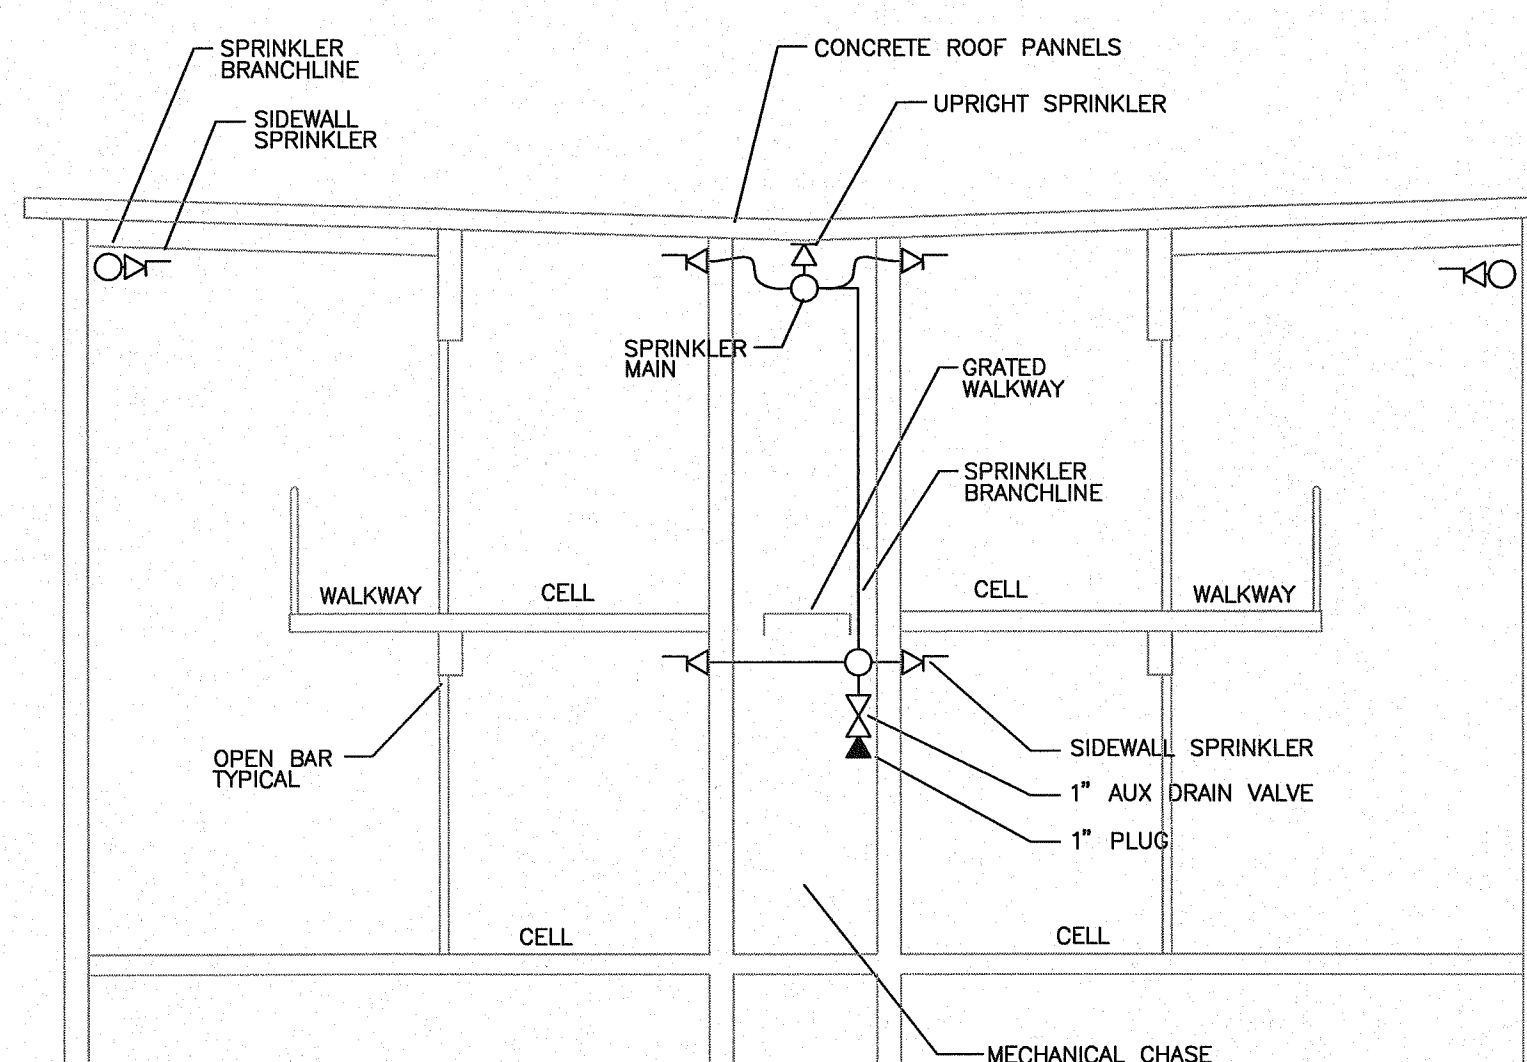 SPRINKLER
BRANCHLINE
CONCRETE ROOF PANNELS
UPRIGHT SPRINKLER
SIDEWALL
SPRINKLER
SPRINKLER
MAIN
GRATED
WALKWAY
SPRINKLER
BRANCHLINE
WALKWAY
CELL
CELL
WALKWAY
OPEN BAR
TYPICAL
SIDEWALL SPRINKLER
1" AUX DRAIN VALVE
1" PLUG
CELL
CELL
MECHANICAL CHASE